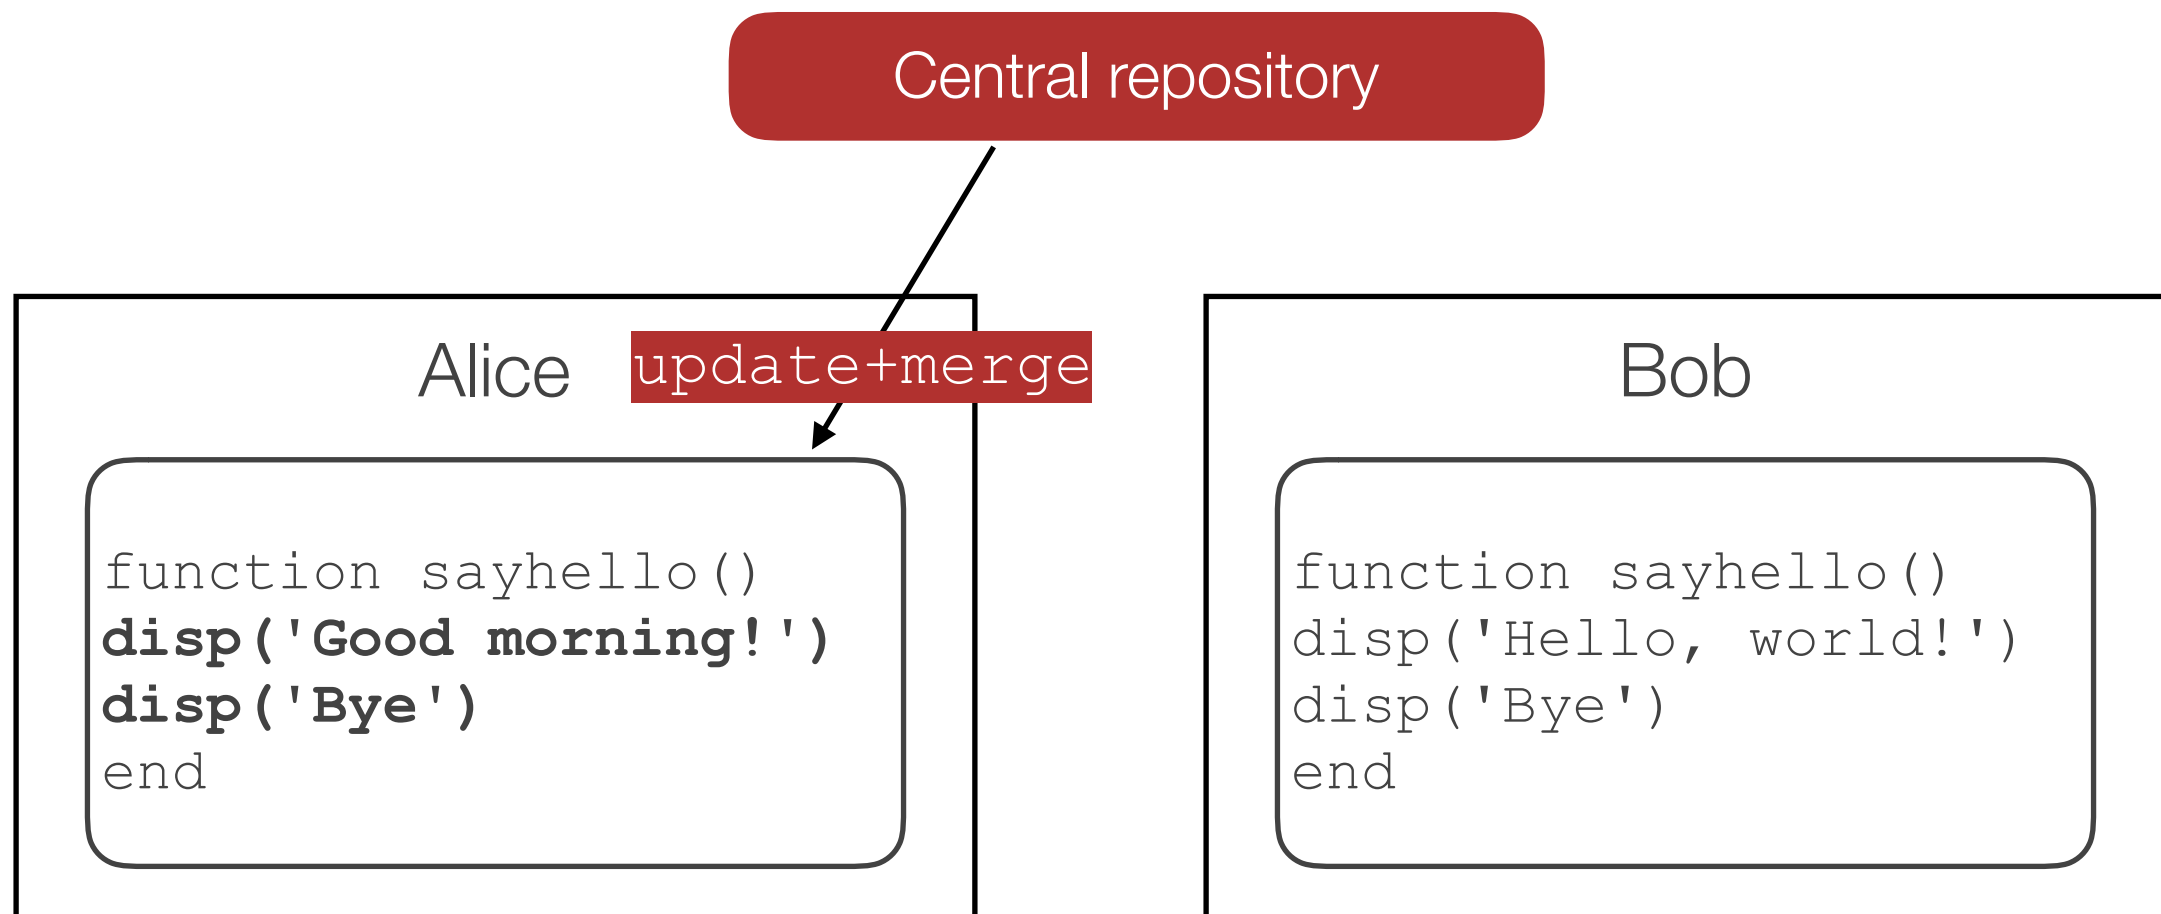 Central repository
Alice
update+merge
function sayhello()
disp('Good morning!')
disp('Bye')
end
Bob
function sayhello()
disp('Hello, world!')
disp('Bye')
end